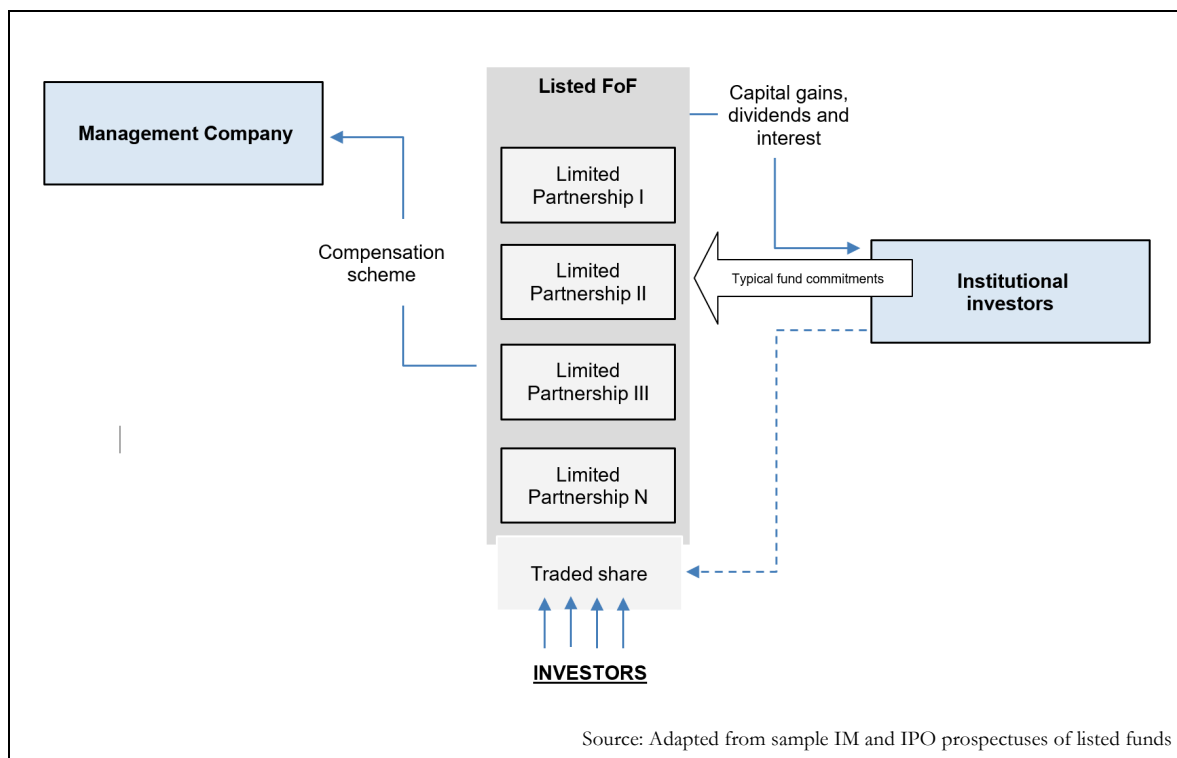 Listed FoF
Management Company
Capital gains,
dividends and
interest
Limited
Partnership I
Compensation
scheme
Limited
Partnership II
Typical fund commitments
Institutional
investors
Limited
Partnership III
Limited
Partnership N
Traded share
INVESTORS
Source: Adapted from sample IM and IPO prospectuses of listed funds